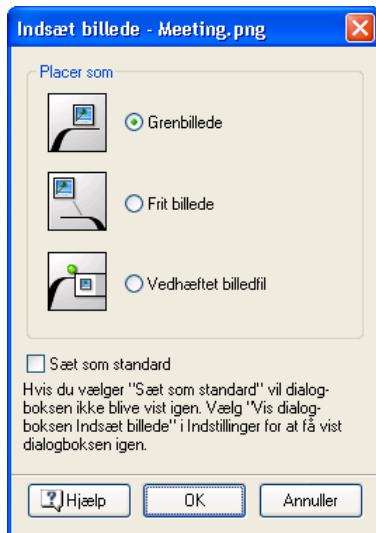 Indsæt billede - Meeting.png
Placer som
Grenbillede
Frit billede
Vedhæftet billedfil
Sæt som standard
Hvis du vælger "Sæt som standard" vil dialog-
boksen ikke blive vist igen. Vælg "Vis dialog-
boksen Indsæt billede" i Indstillinger for at få vist
dialogboksen igen.
Hjælp OK Annuller